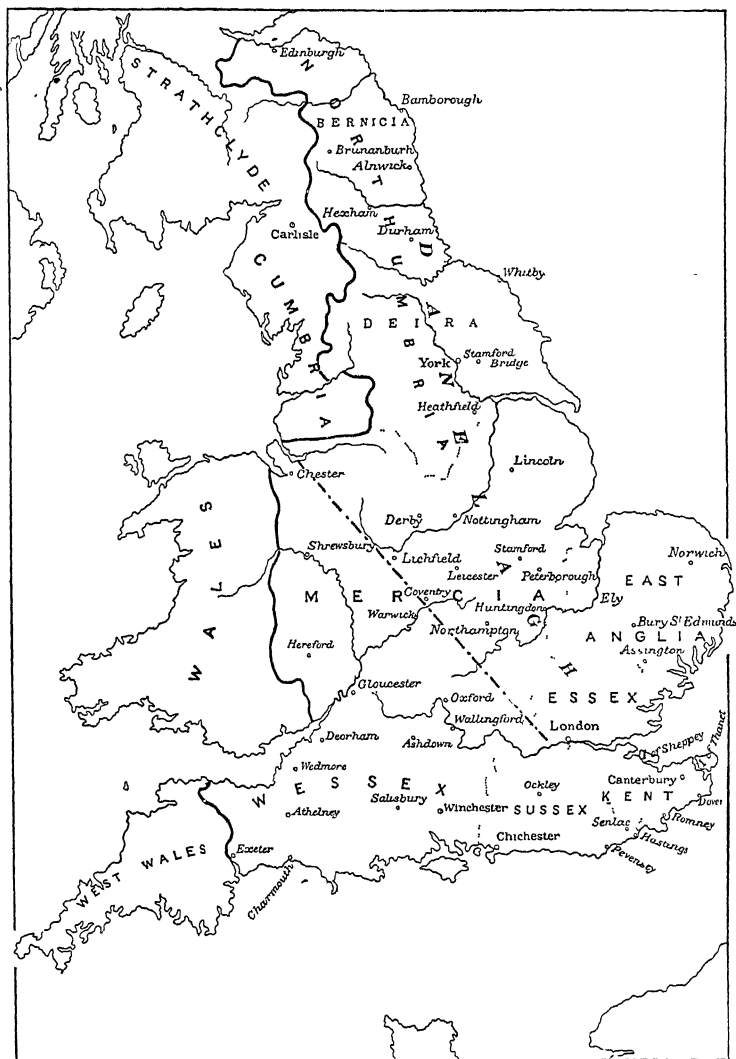 Edinburgh
STRATHCLYDE
NORTHUMBRIA
Bamborough
BERNICIA
Brunanburh
Alnwick
Hexham
Durham
Carlisle
CUMBRIA
Whitby
DEIRA
DANELAGH
York
Stamford
Bridge
Heathfield
Chester
Lincoln
WALES
Derby
Nottingham
Shrewsbury
Lichfield
Stamford
Norwich
Leicester
Peterborough
EAST
MERCIA
Coventry
Ely
Warwick
Huntingdon
Northampton
Bury St Edmunds
ANGLIA
Assington
Hereford
Gloucester
Oxford
ESSEX
Wallingford
London
Deorham
Ashdown
Sheppey
Thanet
Wedmore
WESSEX
Canterbury
Athelney
Salisbury
Winchester
Ockley
SUSSEX
KENT
Dover
Romney
Senlac
Hastings
Chichester
Pevensey
WEST WALES
Exeter
Charmouth